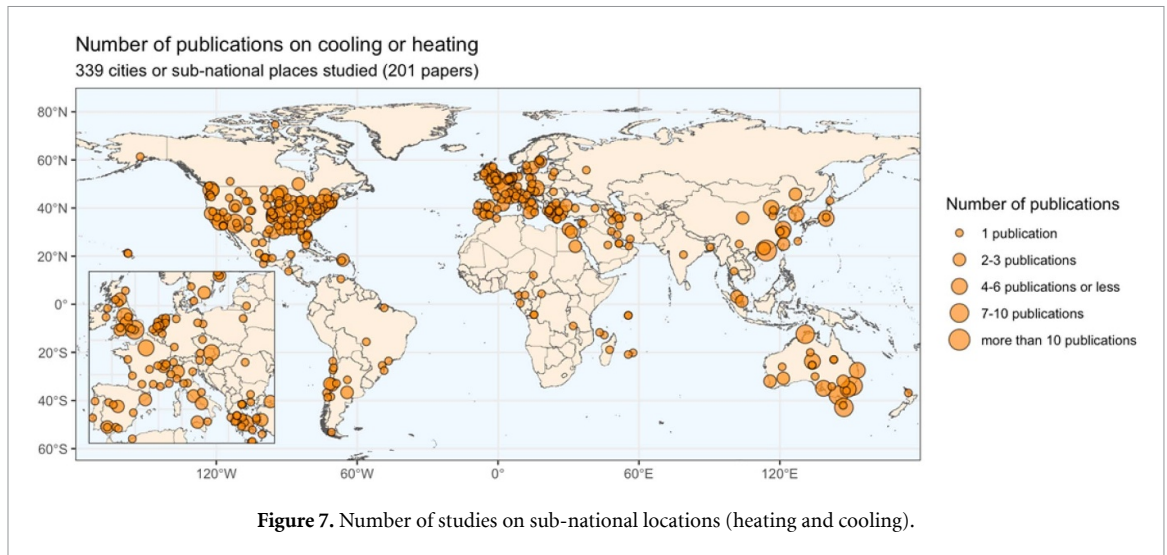 Number of publications on cooling or heating
339 cities or sub-national places studied (201 papers)
80°N
60°N
40°N
20°N
0°
20°S
40°S
60°S
120°W
60°W
0°
60°E
120°E
Number of publications
1 publication
2-3 publications
4-6 publications or less
7-10 publications
more than 10 publications
Figure 7. Number of studies on sub-national locations (heating and cooling).